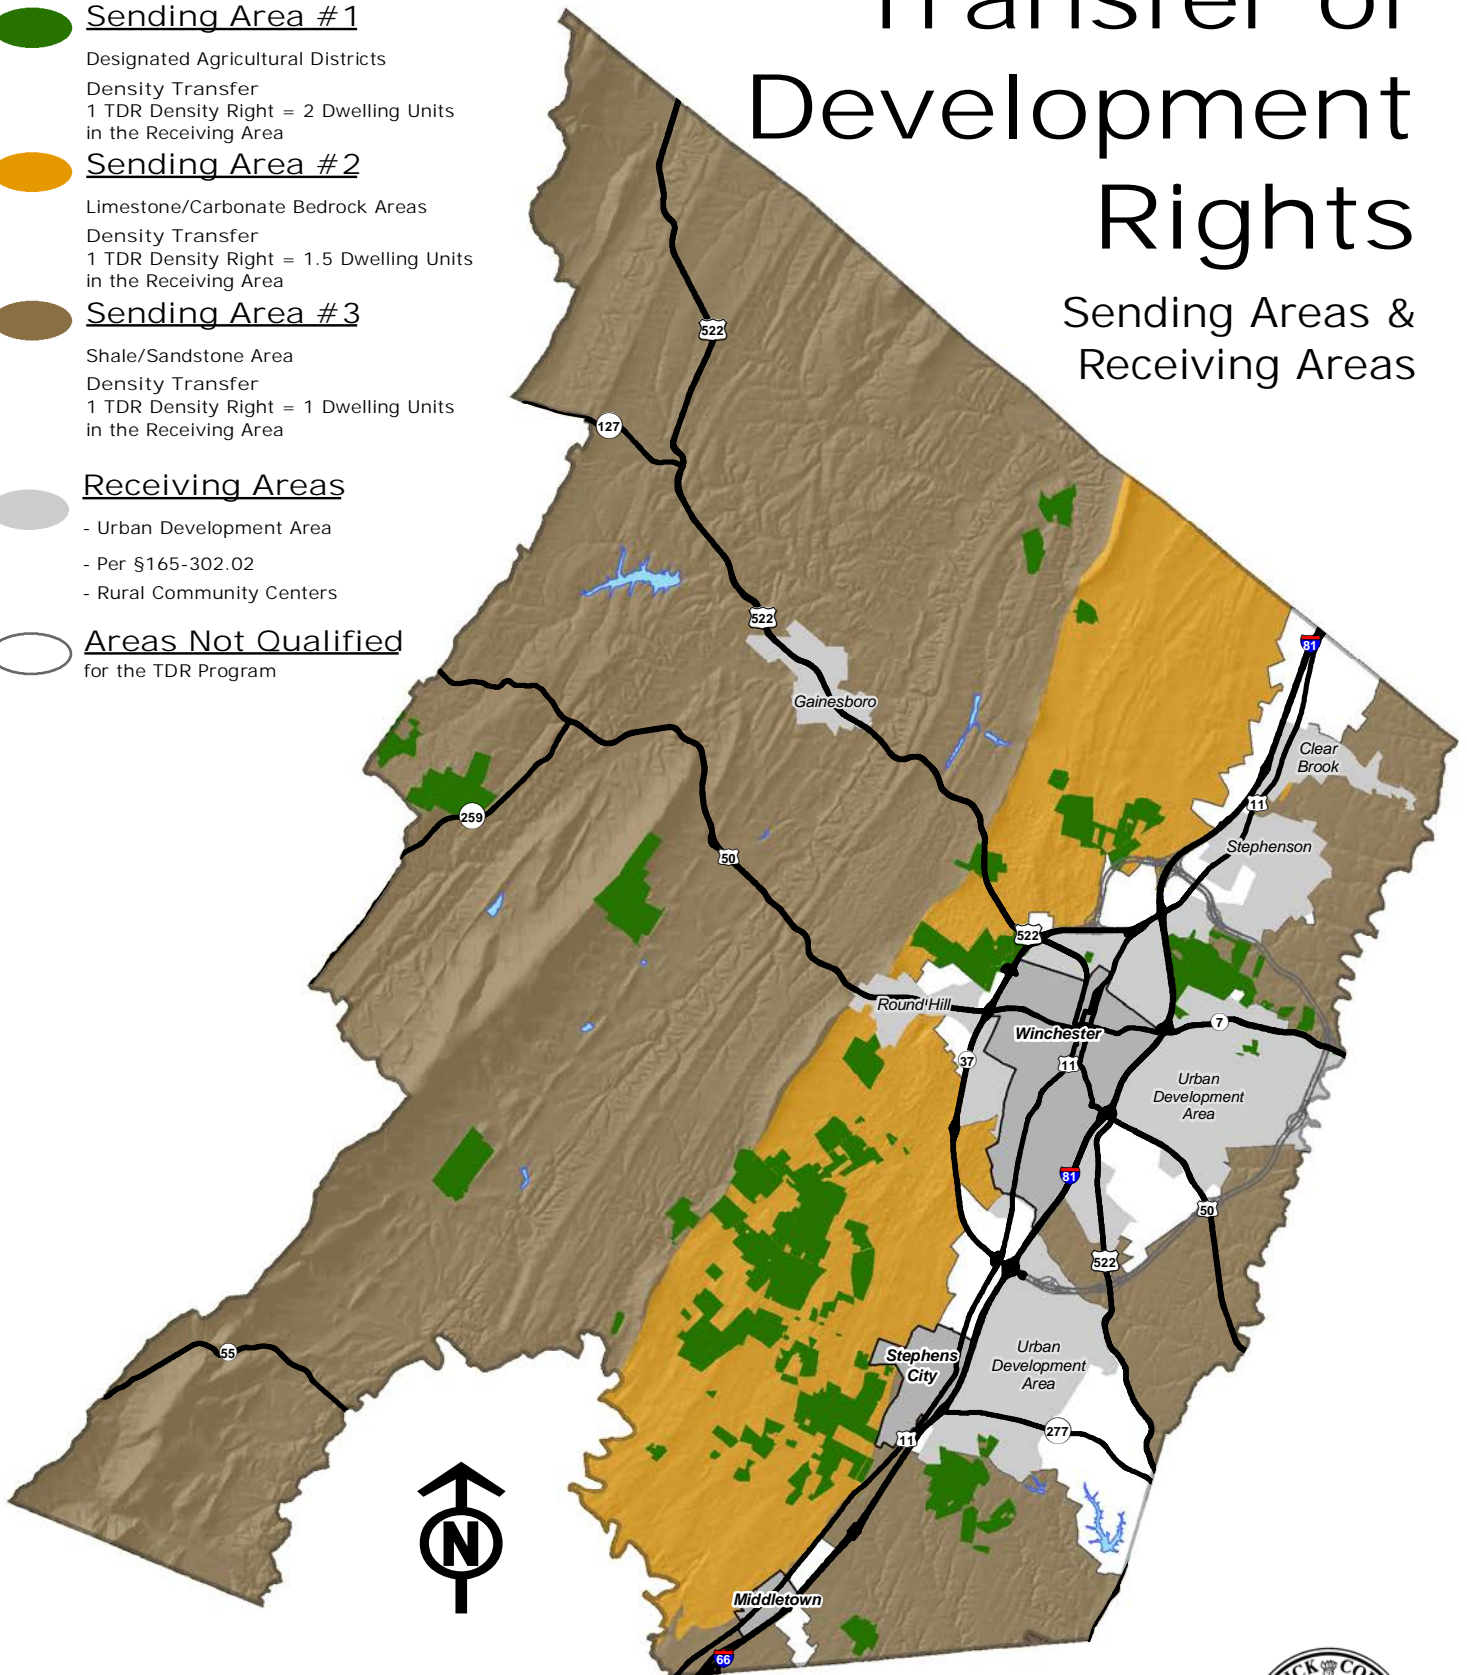 Transfer of
Development
Rights
Sending Areas &
Receiving Areas
Sending Area #1
Designated Agricultural Districts
Density Transfer
1 TDR Density Right = 2 Dwelling Units
in the Receiving Area
Sending Area #2
Limestone/Carbonate Bedrock Areas
Density Transfer
1 TDR Density Right = 1.5 Dwelling Units
in the Receiving Area
Sending Area #3
Shale/Sandstone Area
Density Transfer
1 TDR Density Right = 1 Dwelling Units
in the Receiving Area
Receiving Areas
- Urban Development Area
- Per §165-302.02
- Rural Community Centers
Areas Not Qualified
for the TDR Program
522
127
522
81
Gainesboro
Clear
Brook
11
259
Stephenson
50
522
Round Hill
7
Winchester
37
11
Urban
Development
Area
81
50
522
55
Stephens
City
Urban
Development
Area
277
11
N
Middletown
66